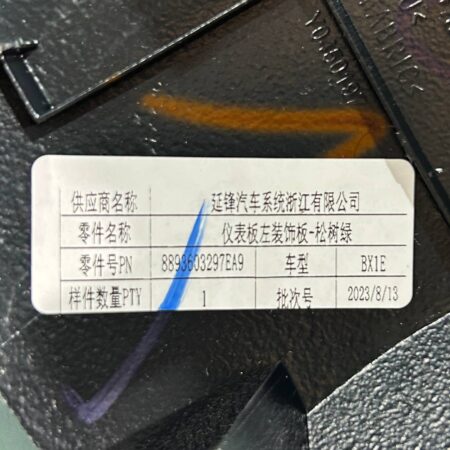 供应商名称 延锋汽车系统浙江有限公司
零件名称 仪表板左装饰板-松树绿
零件号PN 8893603297EA9 车型 BX1E
样件数量PTY 1 批次号 2023/8/13